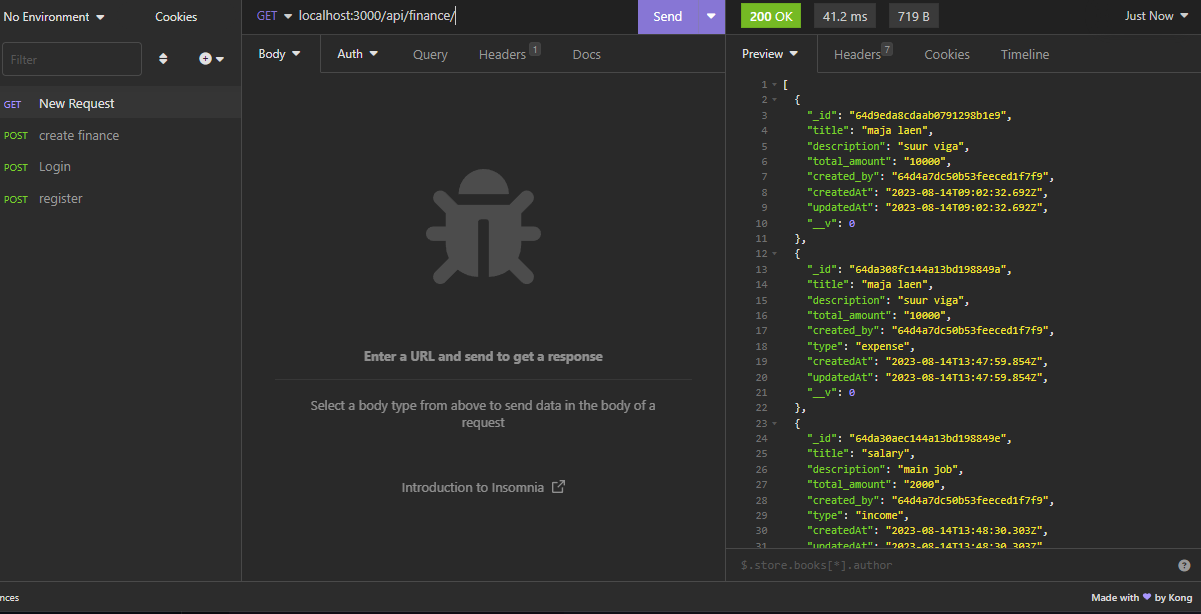 No Environment
Cookies
GET localhost:3000/api/finance/
Send
200 OK
41.2 ms
719 B
Just Now
Filter
Body
Auth
Query
Headers 1
Docs
Preview
Headers 7
Cookies
Timeline
GET New Request
POST create finance
POST Login
POST register
Enter a URL and send to get a response
Select a body type from above to send data in the body of a
request
Introduction to Insomnia
1 [
2 {
3 "_id": "64d9eda8cdaab0791298b1e9",
4 "title": "maja laen",
5 "description": "suur viga",
6 "total_amount": "10000",
7 "created_by": "64d4a7dc50b53feeced1f7f9",
8 "createdAt": "2023-08-14T09:02:32.692Z",
9 "updatedAt": "2023-08-14T09:02:32.692Z",
10 "__v": 0
11 },
12 {
13 "_id": "64da308fc144a13bd198849a",
14 "title": "maja laen",
15 "description": "suur viga",
16 "total_amount": "10000",
17 "created_by": "64d4a7dc50b53feeced1f7f9",
18 "type": "expense",
19 "createdAt": "2023-08-14T13:47:59.854Z",
20 "updatedAt": "2023-08-14T13:47:59.854Z",
21 "__v": 0
22 },
23 {
24 "_id": "64da30aec144a13bd198849e",
25 "title": "salary",
26 "description": "main job",
27 "total_amount": "2000",
28 "created_by": "64d4a7dc50b53feeced1f7f9",
29 "type": "income",
30 "createdAt": "2023-08-14T13:48:30.303Z",
31 "updatedAt": "2023-08-14T13:48:30.303Z",
$.store.books[*].author
nces
Made with 💜 by Kong